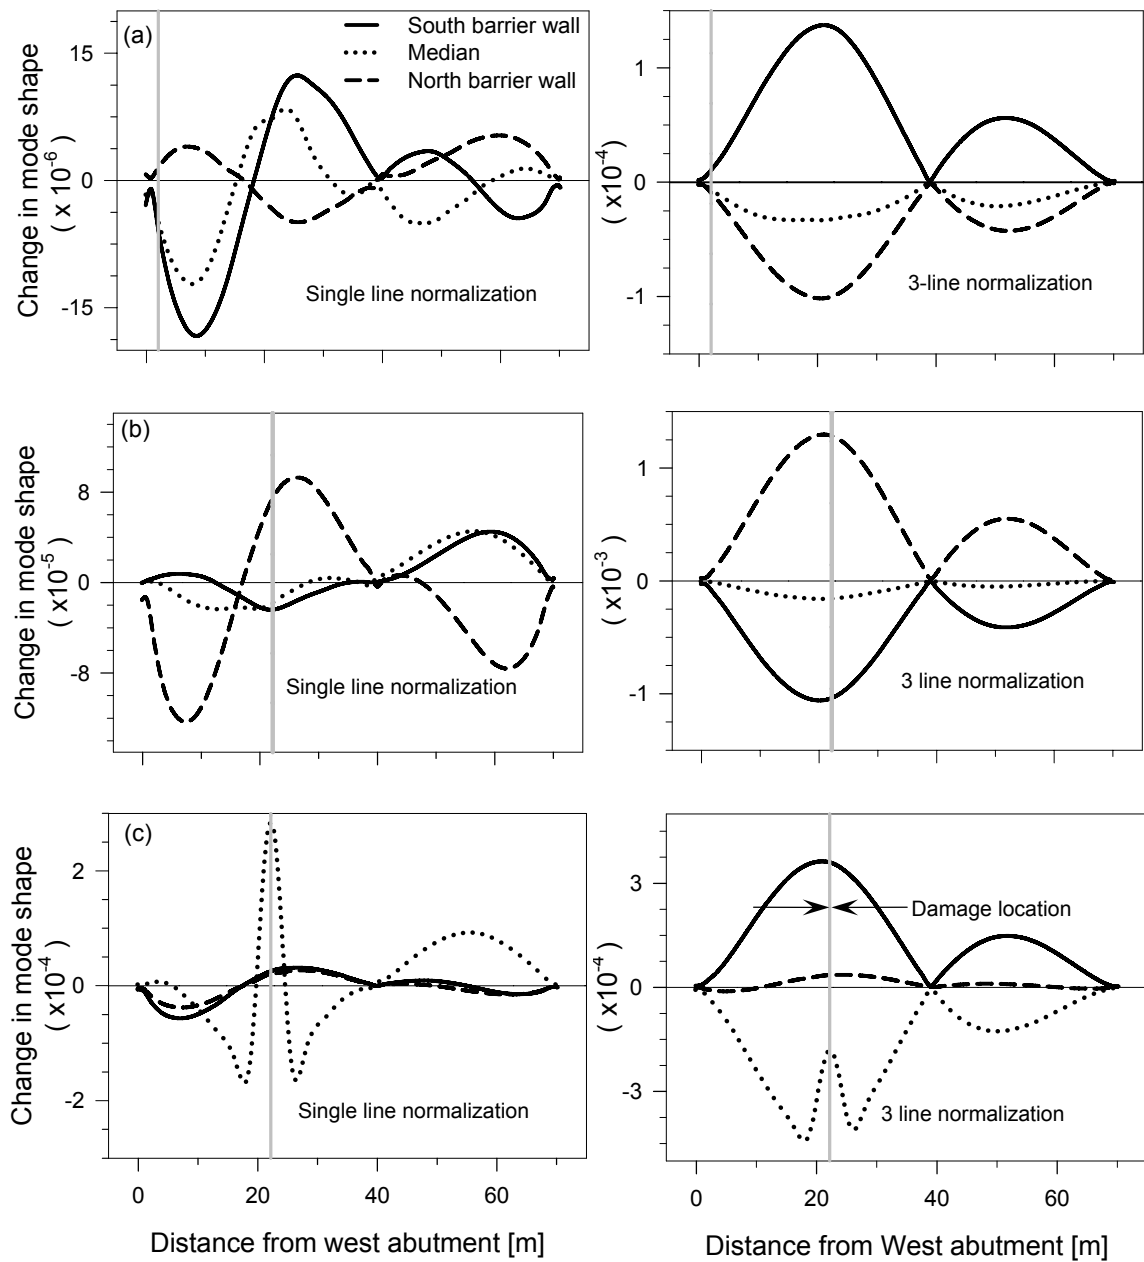 (a)
South barrier wall
Median
North barrier wall
Change in mode shape
( x 10-6 )
15
0
-15
Single line normalization
( x10-4 )
1
0
-1
3-line normalization
(b)
Change in mode shape
( x10-5 )
8
0
-8
Single line normalization
( x10-3 )
1
0
-1
3 line normalization
(c)
Change in mode shape
( x10-4 )
2
0
-2
Single line normalization
0 20 40 60
Distance from west abutment [m]
( x10-4 )
3
0
-3
Damage location
3 line normalization
0 20 40 60
Distance from West abutment [m]